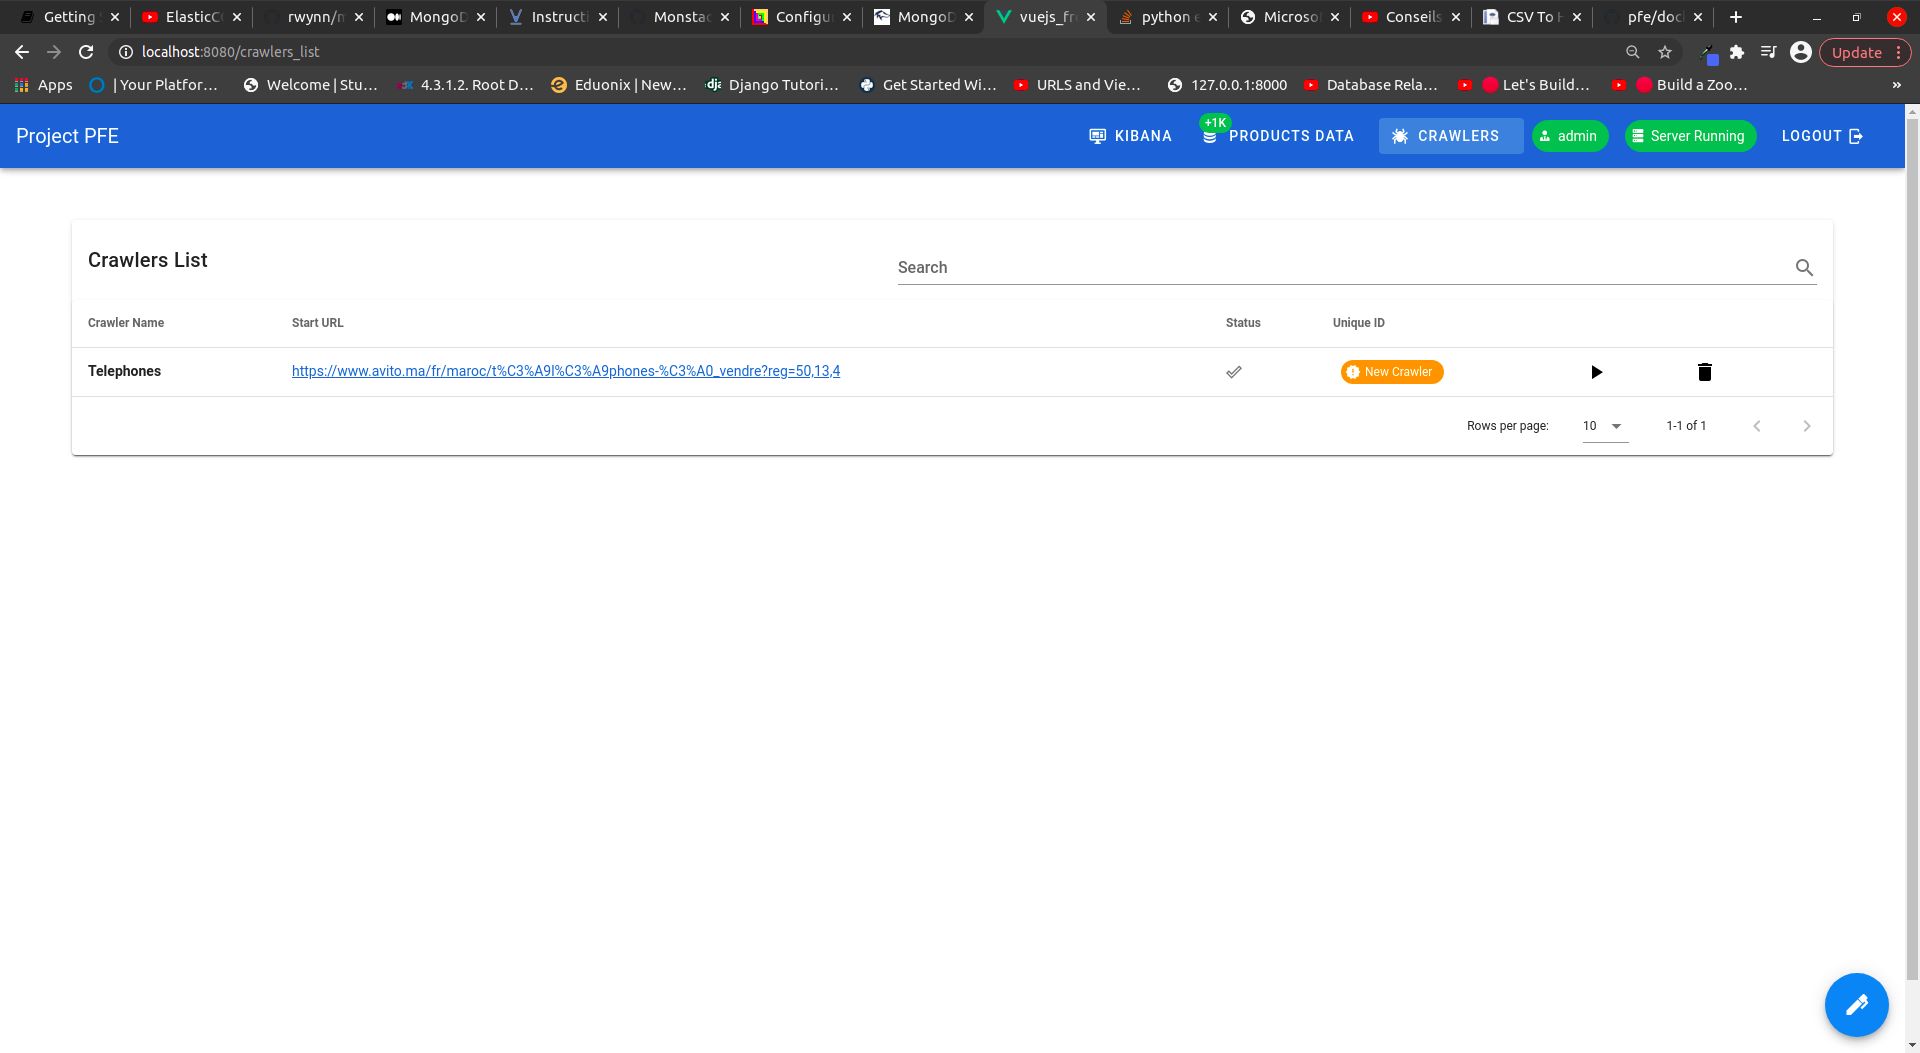 Getting ElasticC rwynn/m MongoD Instructi Monstac Configu MongoD vuejs_fr python e Microso Conseils CSV To H pfe/doc
localhost:8080/crawlers_list Update
Apps | Your Platfor... Welcome | Stu... 4.3.1.2. Root D... Eduonix | New... Django Tutori... Get Started Wi... URLS and Vie... 127.0.0.1:8000 Database Rela... Let's Build... Build a Zoo... »
Project PFE KIBANA +1K PRODUCTS DATA CRAWLERS admin Server Running LOGOUT
Crawlers List
Search
Crawler Name Start URL Status Unique ID
Telephones https://www.avito.ma/fr/maroc/t%C3%A9l%C3%A9phones-%C3%A0_vendre?reg=50,13,4 New Crawler
Rows per page: 10 1-1 of 1